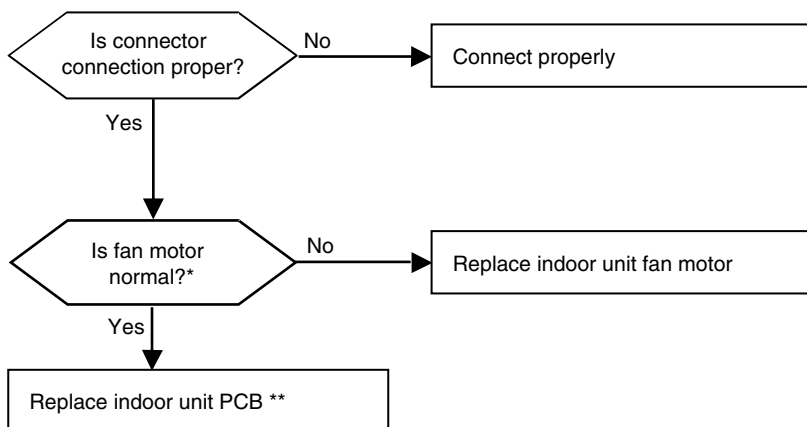 Is connector
connection proper?
No
Connect properly
Yes
Is fan motor
normal?*
No
Replace indoor unit fan motor
Yes
Replace indoor unit PCB **